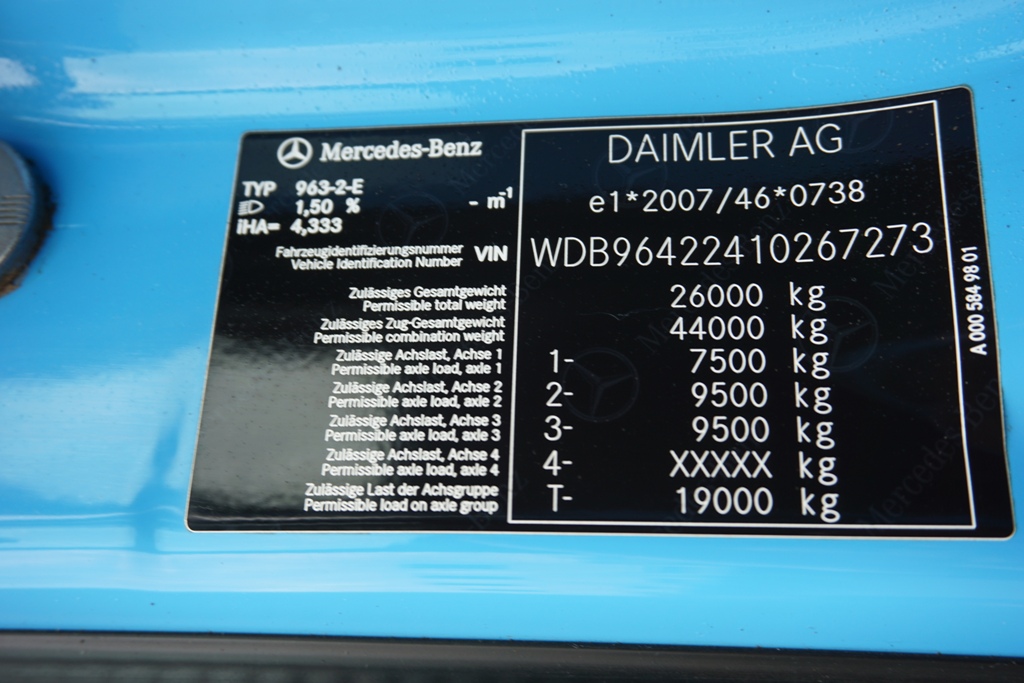 Mercedes-Benz
TYP 963-2-E
1,50 % - m-1
iHA= 4,333
DAIMLER AG
e1*2007/46*0738
Fahrzeugidentifizierungsnummer
Vehicle Identification Number VIN WDB96422410267273
Zulässiges Gesamtgewicht
Permissible total weight 26000 kg
Zulässiges Zug-Gesamtgewicht
Permissible combination weight 44000 kg
Zulässige Achslast, Achse 1
Permissible axle load, axle 1 1- 7500 kg
Zulässige Achslast, Achse 2
Permissible axle load, axle 2 2- 9500 kg
Zulässige Achslast, Achse 3
Permissible axle load, axle 3 3- 9500 kg
Zulässige Achslast, Achse 4
Permissible axle load, axle 4 4- XXXXX kg
Zulässige Last der Achsgruppe
Permissible load on axle group T- 19000 kg
A 000 584 98 01